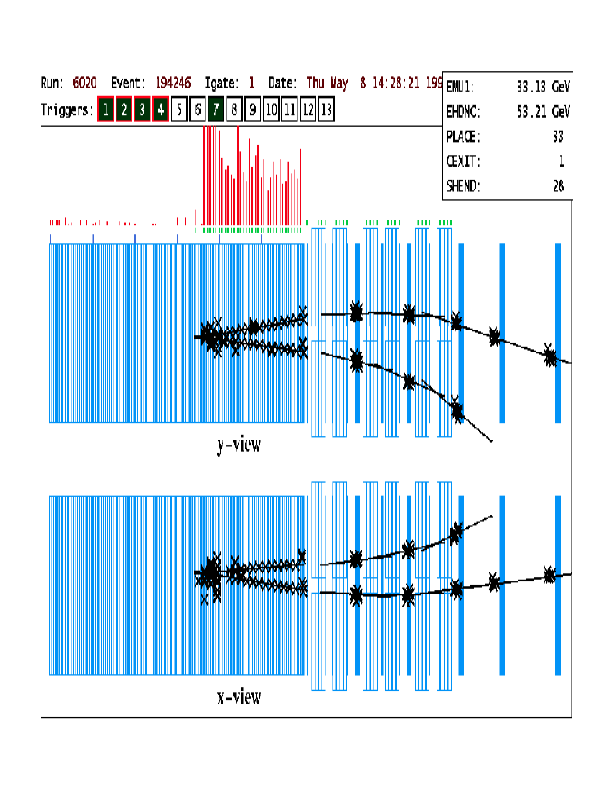 Run: 6020 Event: 194246 Igate: 1 Date: Thu May 8 14:28:21 199
Triggers: 1 2 3 4 5 6 7 8 9 10 11 12 13
EMU1: 33.13 GeV
EHDNC: 53.21 GeV
PLACE: 33
CEXIT: 1
SHEND: 28
y-view
x-view